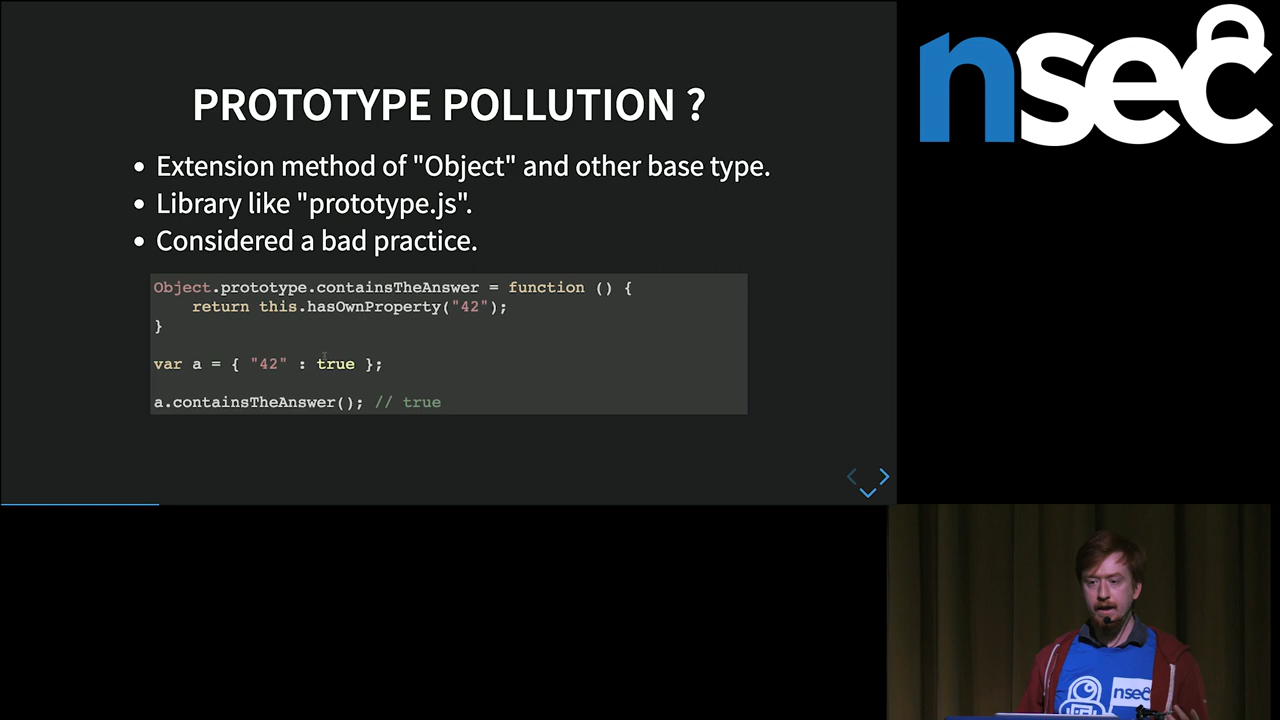 PROTOTYPE POLLUTION ?
• Extension method of "Object" and other base type.
• Library like "prototype.js".
• Considered a bad practice.
Object.prototype.containsTheAnswer = function () {
return this.hasOwnProperty("42");
}
var a = { "42" : true };
a.containsTheAnswer(); // true
nsec
nsec